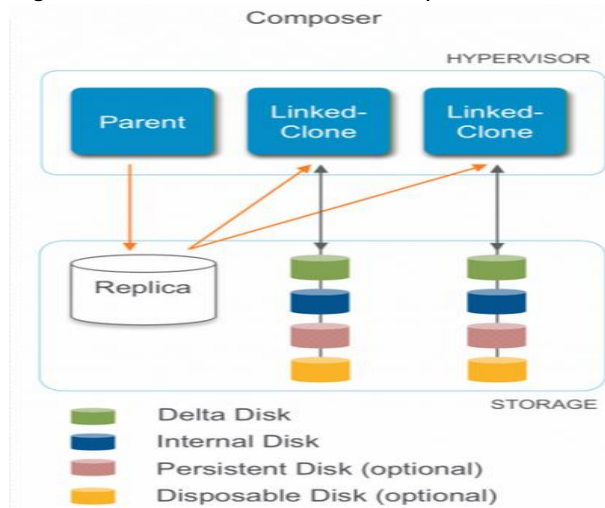 Composer
HYPERVISOR
Parent
Linked-
Clone
Linked-
Clone
Replica
STORAGE
Delta Disk
Internal Disk
Persistent Disk (optional)
Disposable Disk (optional)